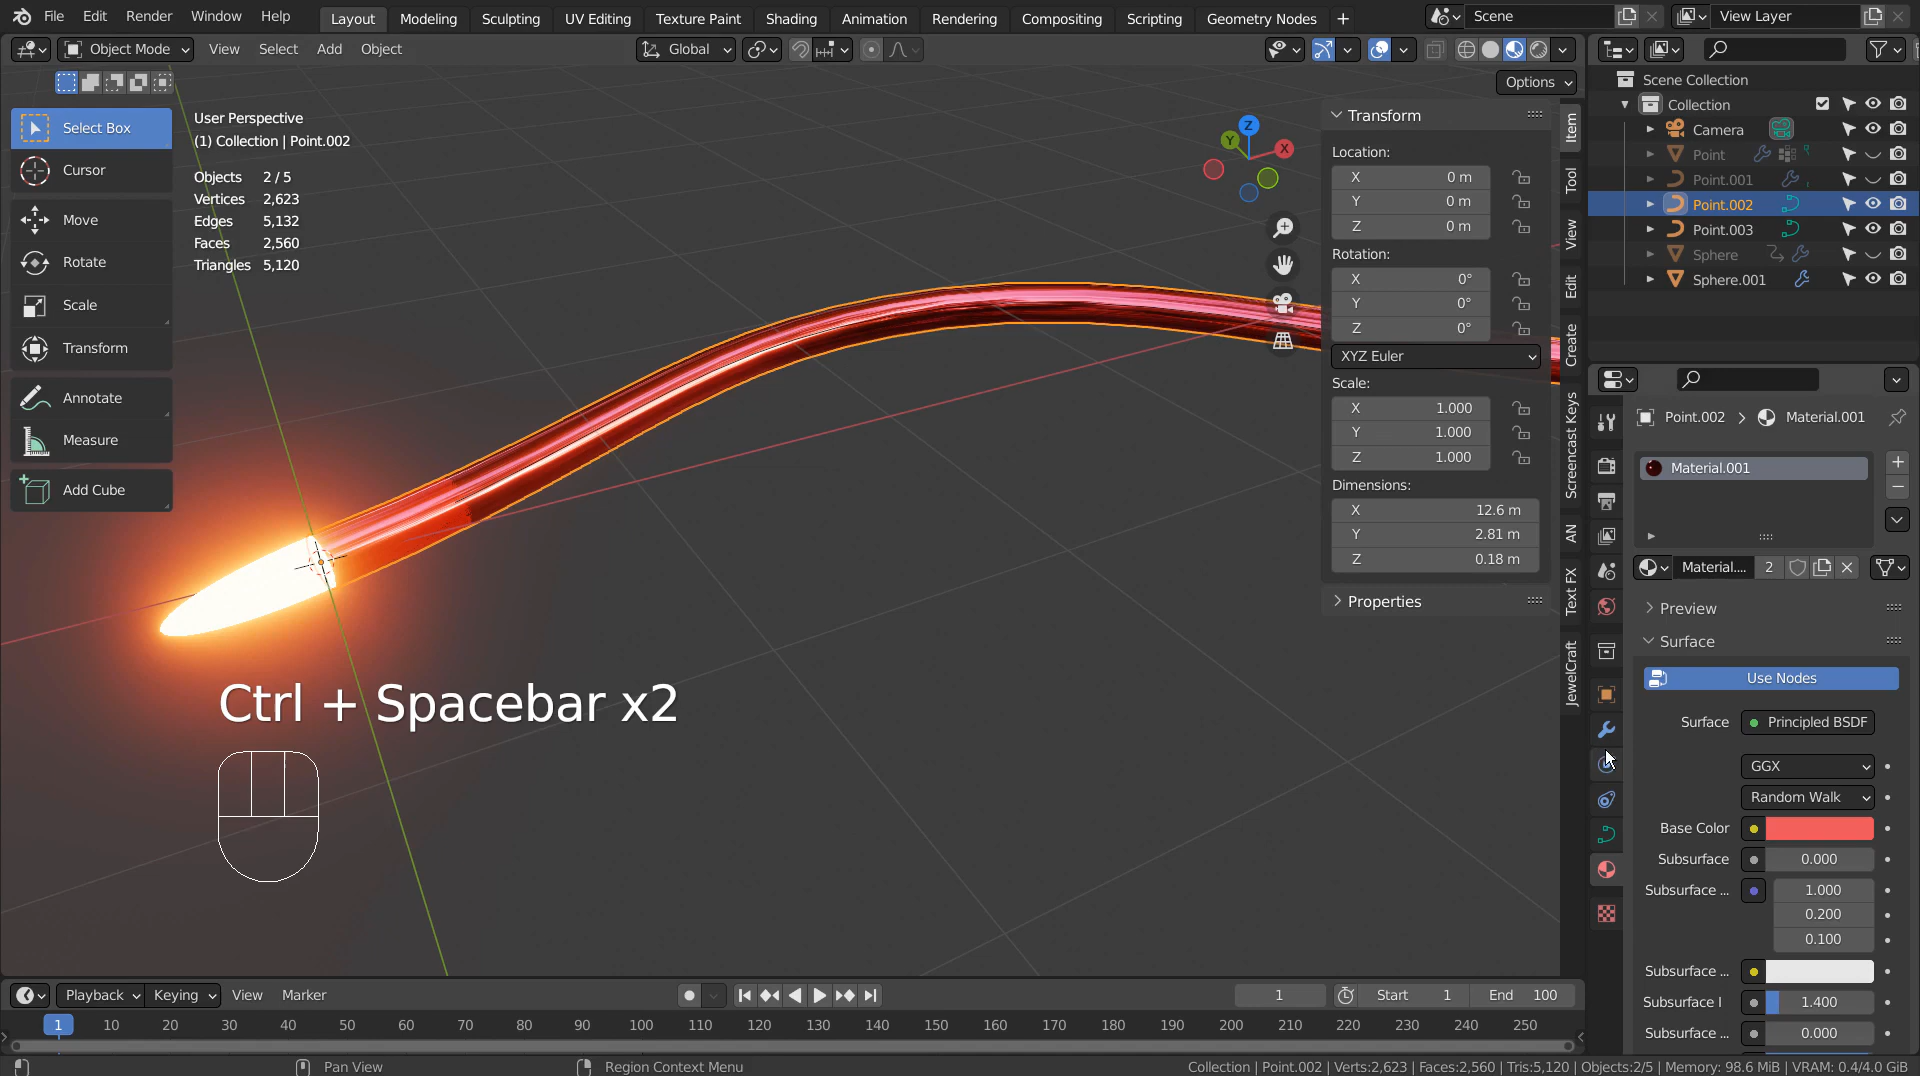 File Edit Render Window Help Layout Modeling Sculpting UV Editing Texture Paint Shading Animation Rendering Compositing Scripting Geometry Nodes + Scene View Layer
Object Mode View Select Add Object Global
Options
Select Box
Cursor
Move
Rotate
Scale
Transform
Annotate
Measure
Add Cube
User Perspective
(1) Collection | Point.002
Objects 2 / 5
Vertices 2,623
Edges 5,132
Faces 2,560
Triangles 5,120
Z
Y
X
Transform
Location:
X 0 m
Y 0 m
Z 0 m
Rotation:
X 0°
Y 0°
Z 0°
XYZ Euler
Scale:
X 1.000
Y 1.000
Z 1.000
Dimensions:
X 12.6 m
Y 2.81 m
Z 0.18 m
Properties
Item
Tool
View
Edit
Create
Screencast Keys
AN
Text FX
JewelCraft
Scene Collection
Collection
Camera
Point
Point.001
Point.002
Point.003
Sphere
Sphere.001
Point.002 > Material.001
Material.001
Material.... 2
Preview
Surface
Use Nodes
Surface Principled BSDF
GGX
Random Walk
Base Color
Subsurface 0.000
Subsurface ... 1.000
0.200
0.100
Subsurface ...
Subsurface I 1.400
Subsurface ... 0.000
Ctrl + Spacebar x2
Playback Keying View Marker 1 Start 1 End 100
1 10 20 30 40 50 60 70 80 90 100 110 120 130 140 150 160 170 180 190 200 210 220 230 240 250
Pan View Region Context Menu Collection | Point.002 | Verts:2,623 | Faces:2,560 | Tris:5,120 | Objects:2/5 | Memory: 98.6 MiB | VRAM: 0.4/4.0 GiB